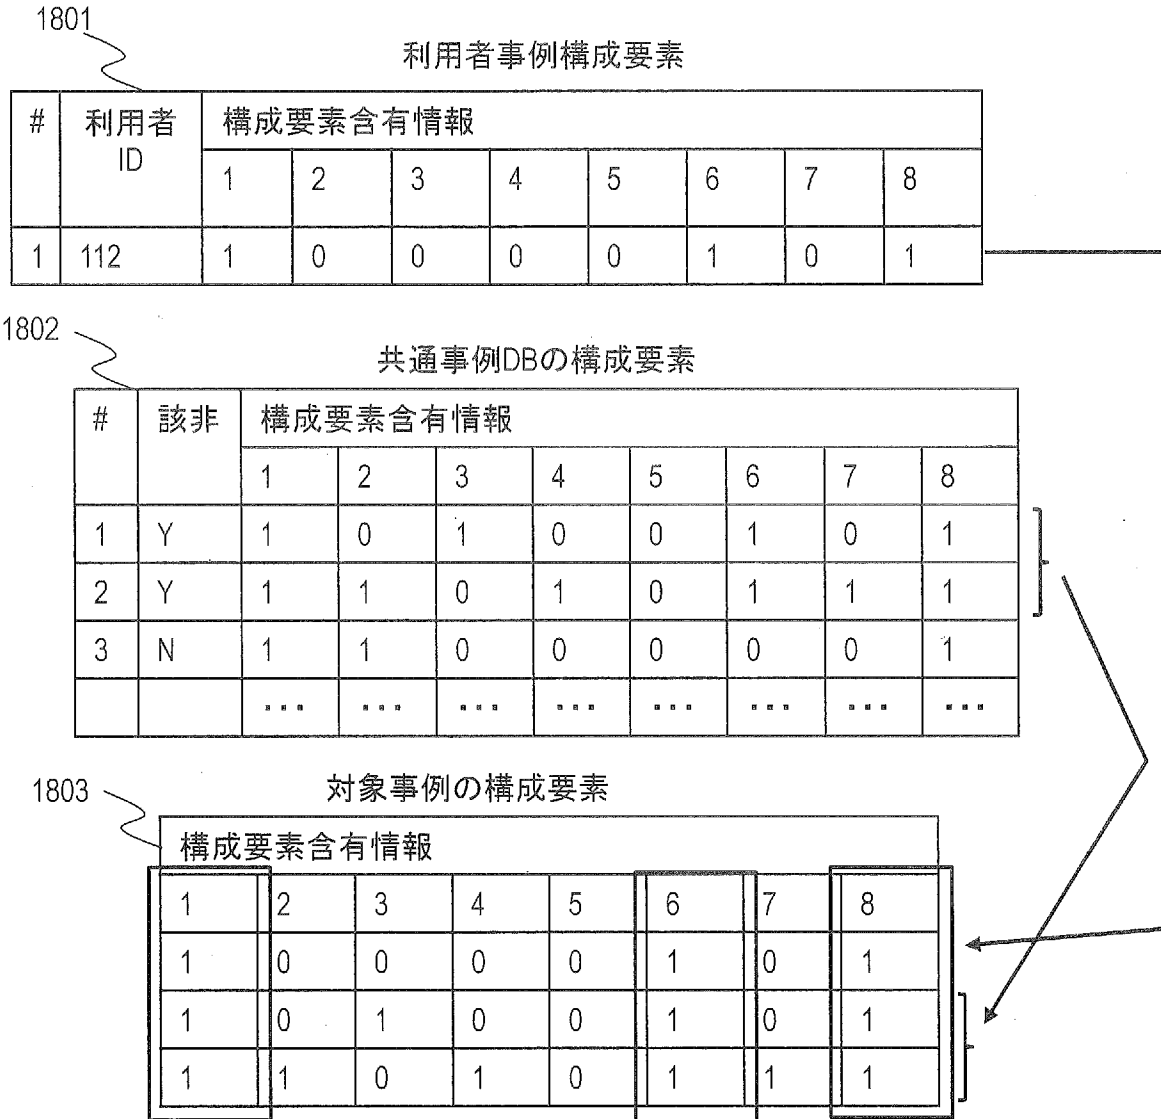 1801
利用者事例構成要素
# 利用者ID 構成要素含有情報
1 2 3 4 5 6 7 8
1 112 1 0 0 0 0 1 0 1
1802
共通事例DBの構成要素
# 該非 構成要素含有情報
1 2 3 4 5 6 7 8
1 Y 1 0 1 0 0 1 0 1
2 Y 1 1 0 1 0 1 1 1
3 N 1 1 0 0 0 0 0 1
... ... ... ... ... ... ... ...
1803
対象事例の構成要素
構成要素含有情報
1 2 3 4 5 6 7 8
1 0 0 0 0 1 0 1
1 0 1 0 0 1 0 1
1 1 0 1 0 1 1 1